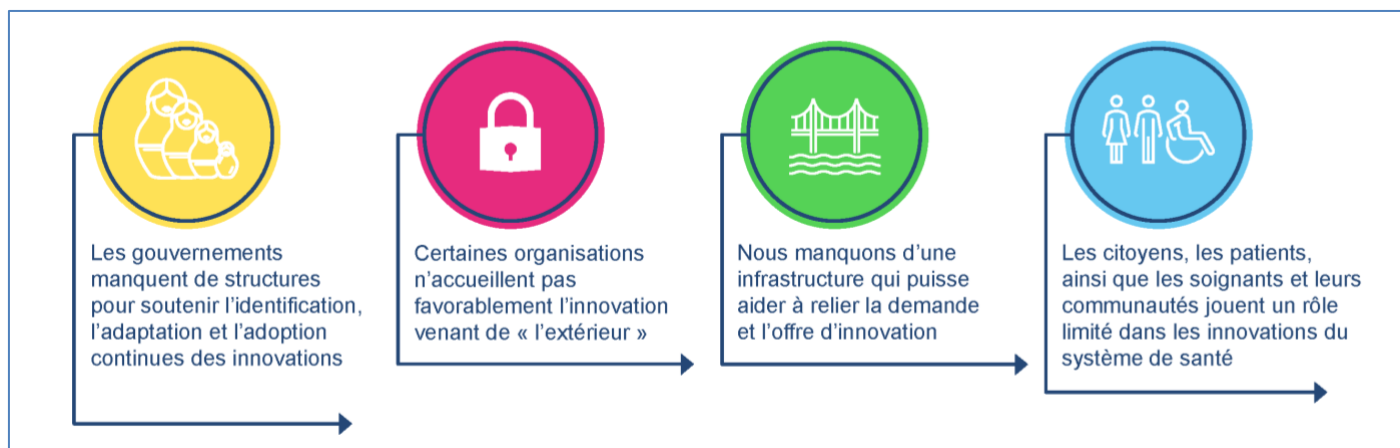 Les gouvernements
manquent de structures
pour soutenir l’identification,
l’adaptation et l’adoption
continues des innovations
Certaines organisations
n’accueillent pas
favorablement l’innovation
venant de « l’extérieur »
Nous manquons d’une
infrastructure qui puisse
aider à relier la demande
et l’offre d’innovation
Les citoyens, les patients,
ainsi que les soignants et leurs
communautés jouent un rôle
limité dans les innovations du
système de santé